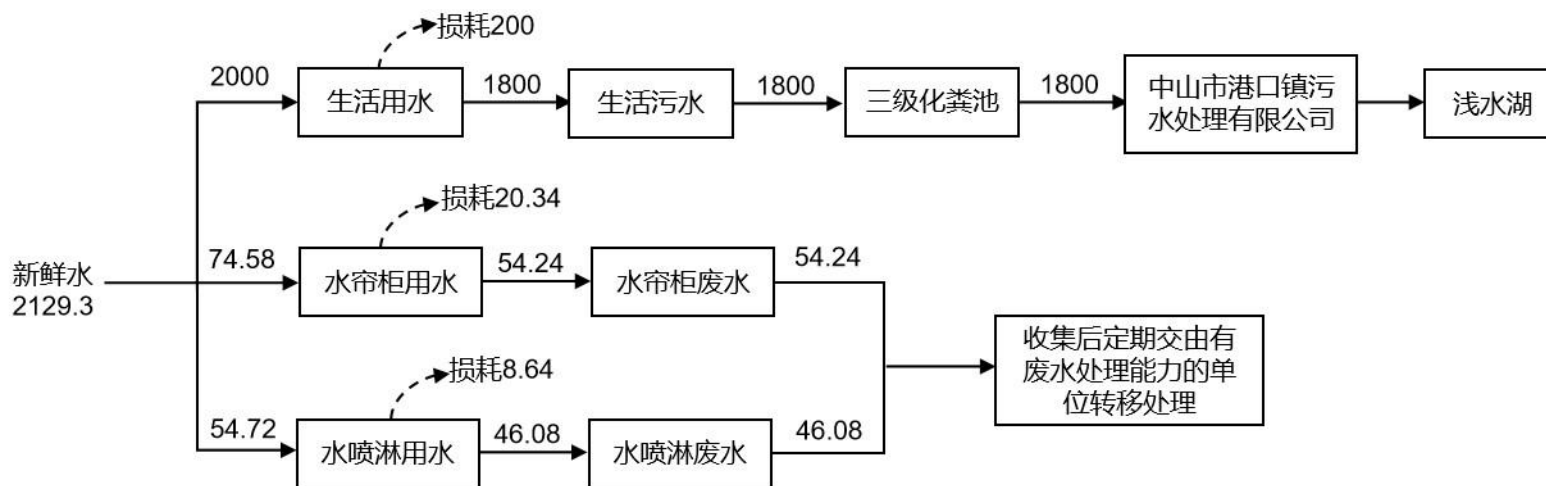 损耗200
2000
生活用水
1800
生活污水
1800
三级化粪池
1800
中山市港口镇污
水处理有限公司
浅水湖
损耗20.34
新鲜水
2129.3
74.58
水帘柜用水
54.24
水帘柜废水
54.24
收集后定期交由有
废水处理能力的单
位转移处理
损耗8.64
54.72
水喷淋用水
46.08
水喷淋废水
46.08